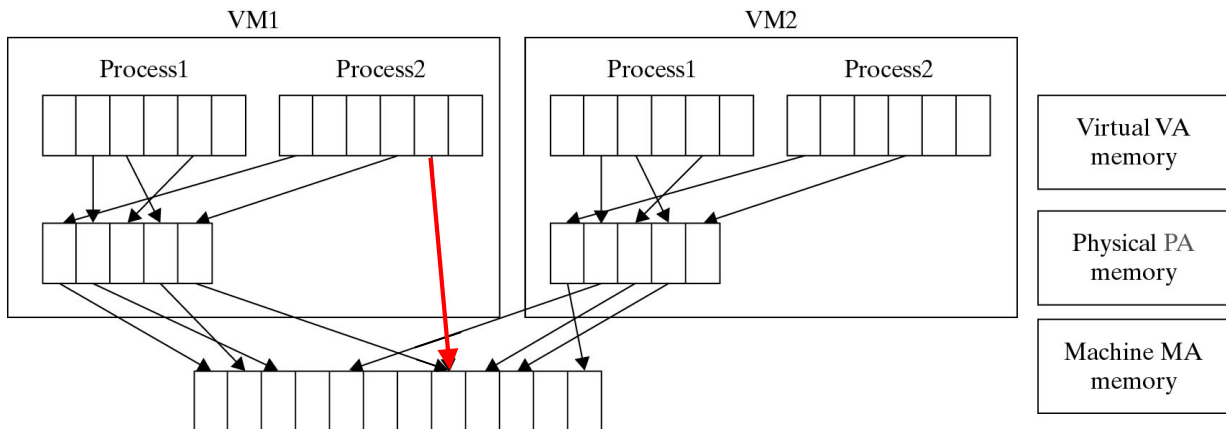 VM1
VM2
Process1
Process2
Process1
Process2
Virtual VA
memory
Physical PA
memory
Machine MA
memory